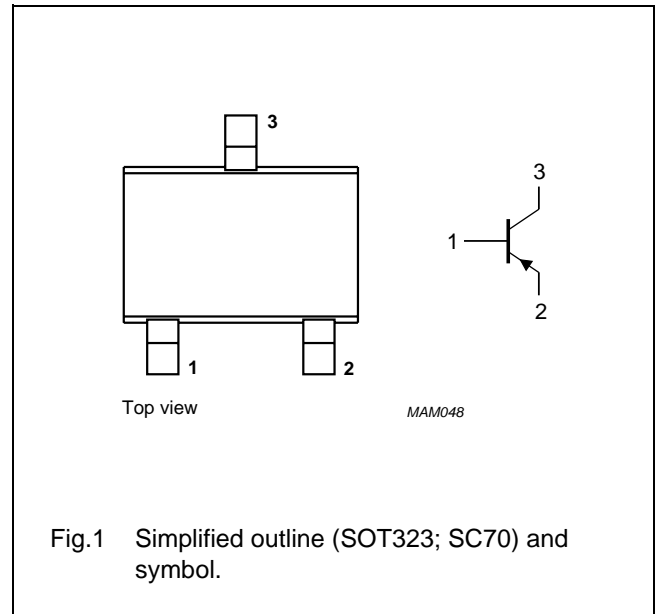 3
1
2
Top view
3
1
2
MAM048
Fig.1 Simplified outline (SOT323; SC70) and
symbol.